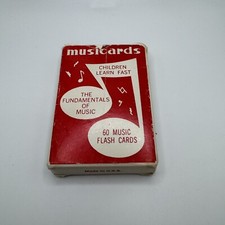 musicards
CHILDREN
LEARN FAST
THE
FUNDAMENTALS
OF
MUSIC
60 MUSIC
FLASH CARDS